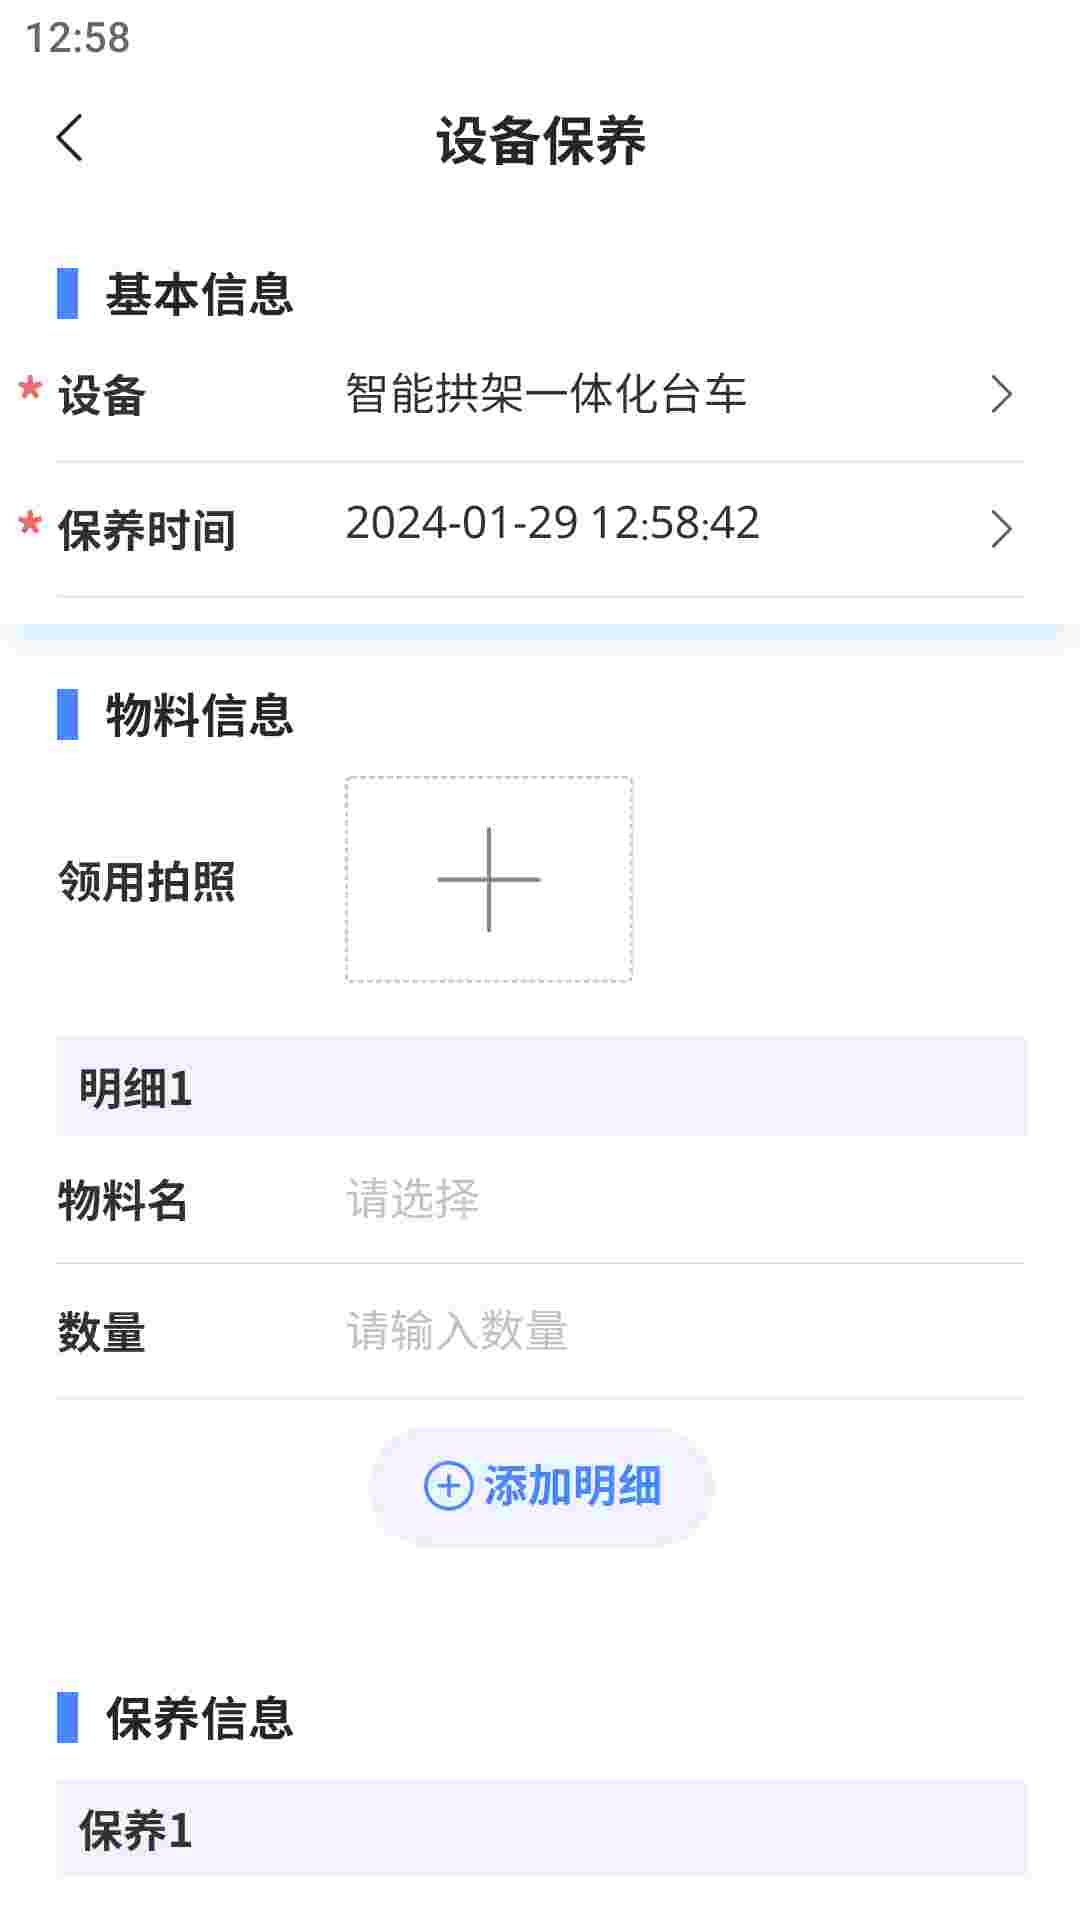 12:58
设备保养
基本信息
* 设备 智能拱架一体化台车
* 保养时间 2024-01-29 12:58:42
物料信息
领用拍照
明细1
物料名 请选择
数量 请输入数量
添加明细
保养信息
保养1